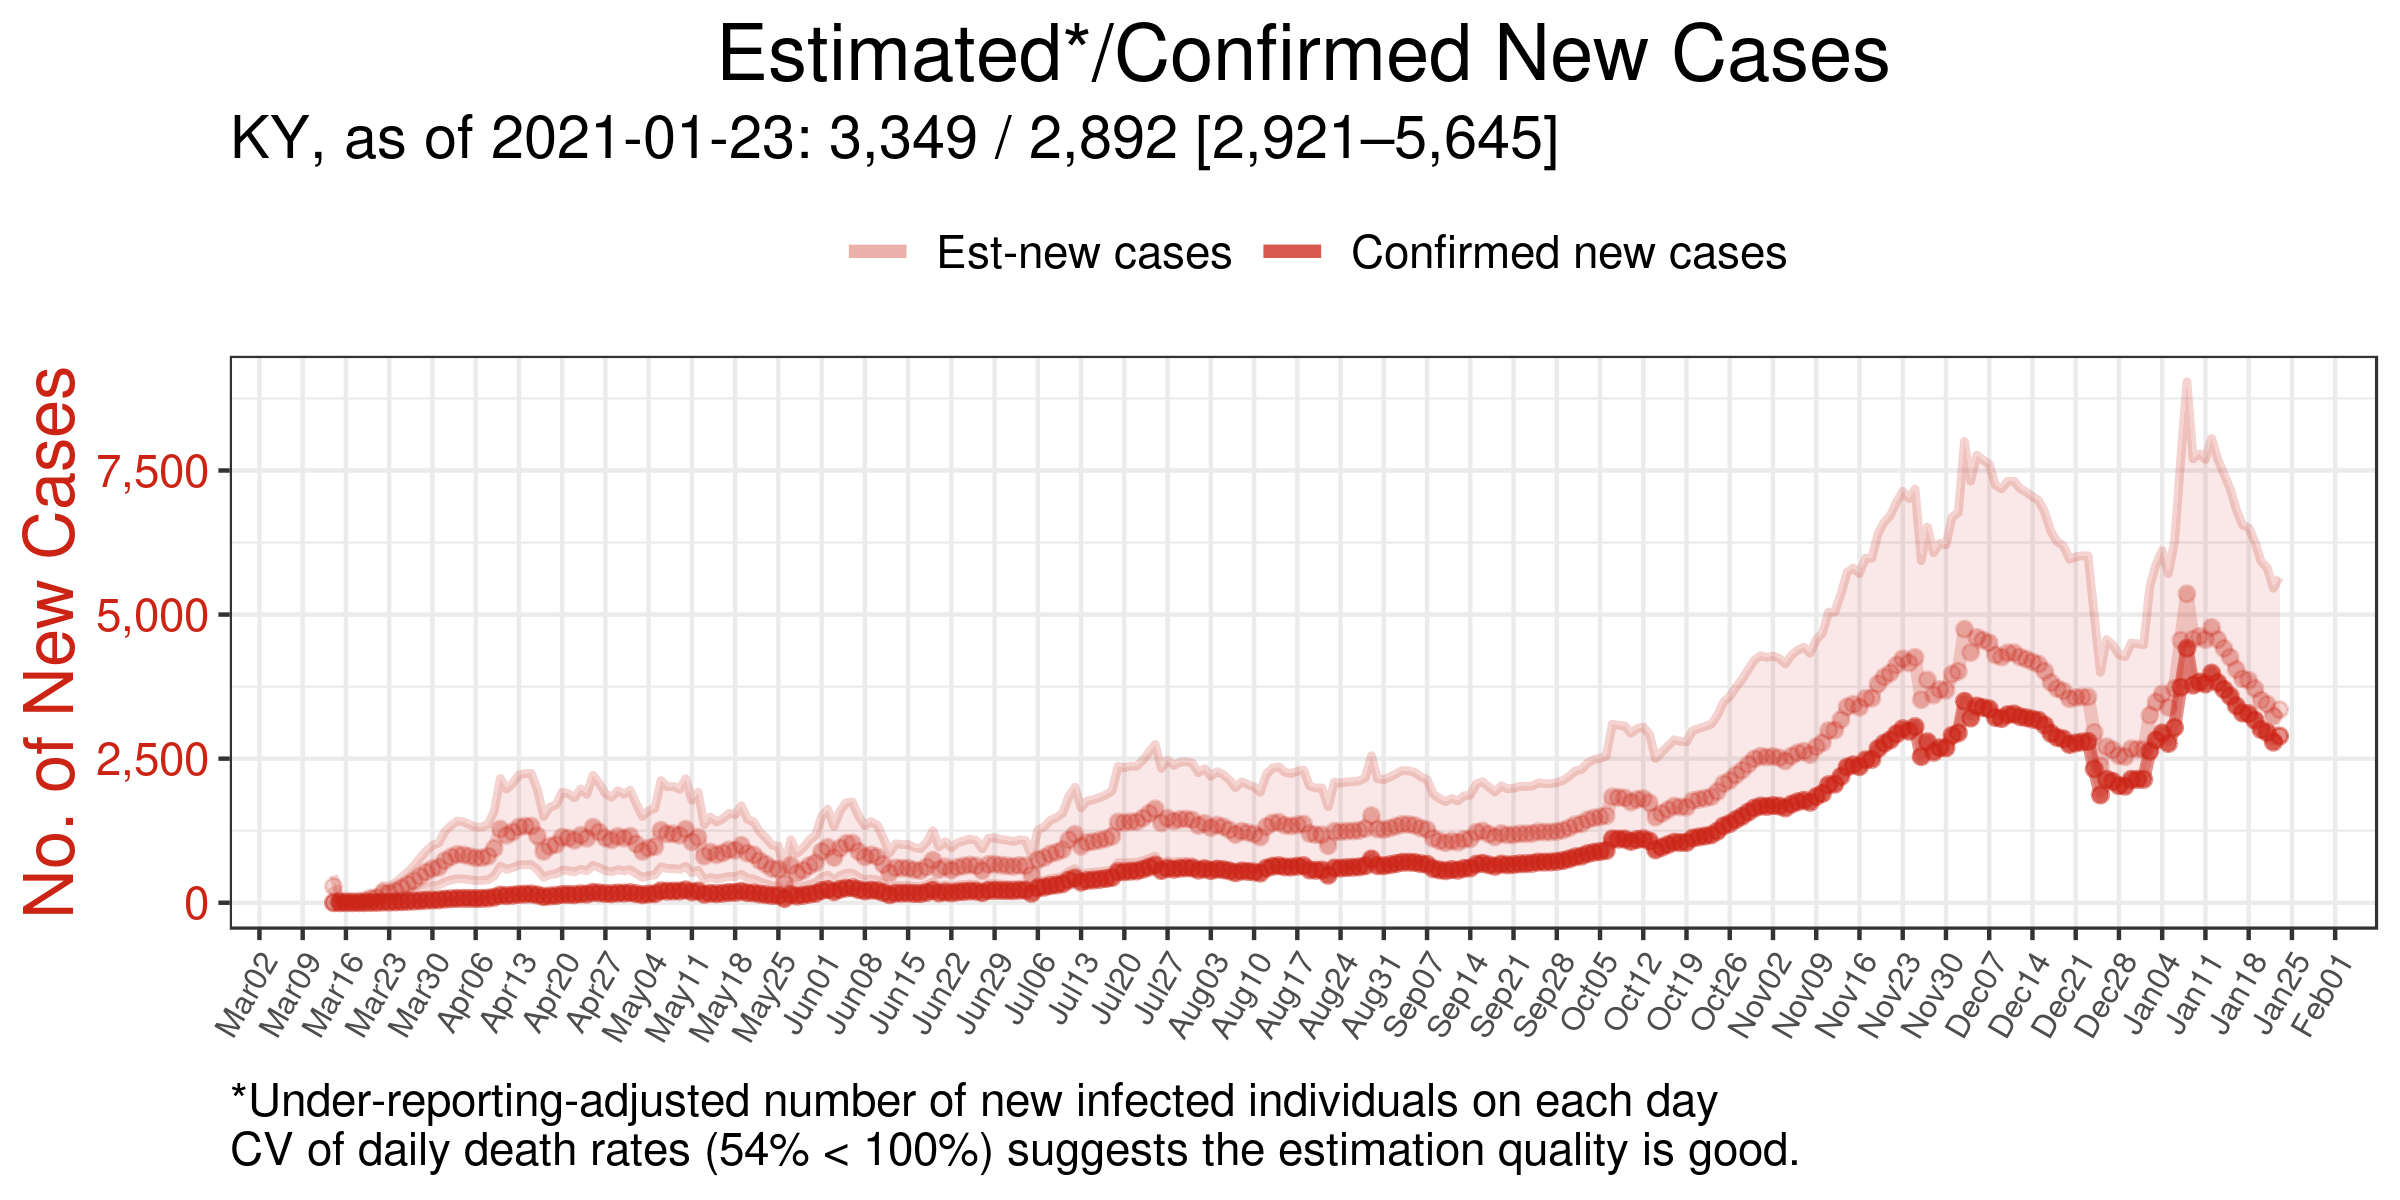 Estimated*/Confirmed New Cases
KY, as of 2021-01-23: 3,349 / 2,892 [2,921–5,645]
Est-new cases Confirmed new cases
No. of New Cases
7,500
5,000
2,500
0
Mar02 Mar09 Mar16 Mar23 Mar30 Apr06 Apr13 Apr20 Apr27 May04 May11 May18 May25 Jun01 Jun08 Jun15 Jun22 Jun29 Jul06 Jul13 Jul20 Jul27 Aug03 Aug10 Aug17 Aug24 Aug31 Sep07 Sep14 Sep21 Sep28 Oct05 Oct12 Oct19 Oct26 Nov02 Nov09 Nov16 Nov23 Nov30 Dec07 Dec14 Dec21 Dec28 Jan04 Jan11 Jan18 Jan25 Feb01
*Under-reporting-adjusted number of new infected individuals on each day
CV of daily death rates (54% < 100%) suggests the estimation quality is good.